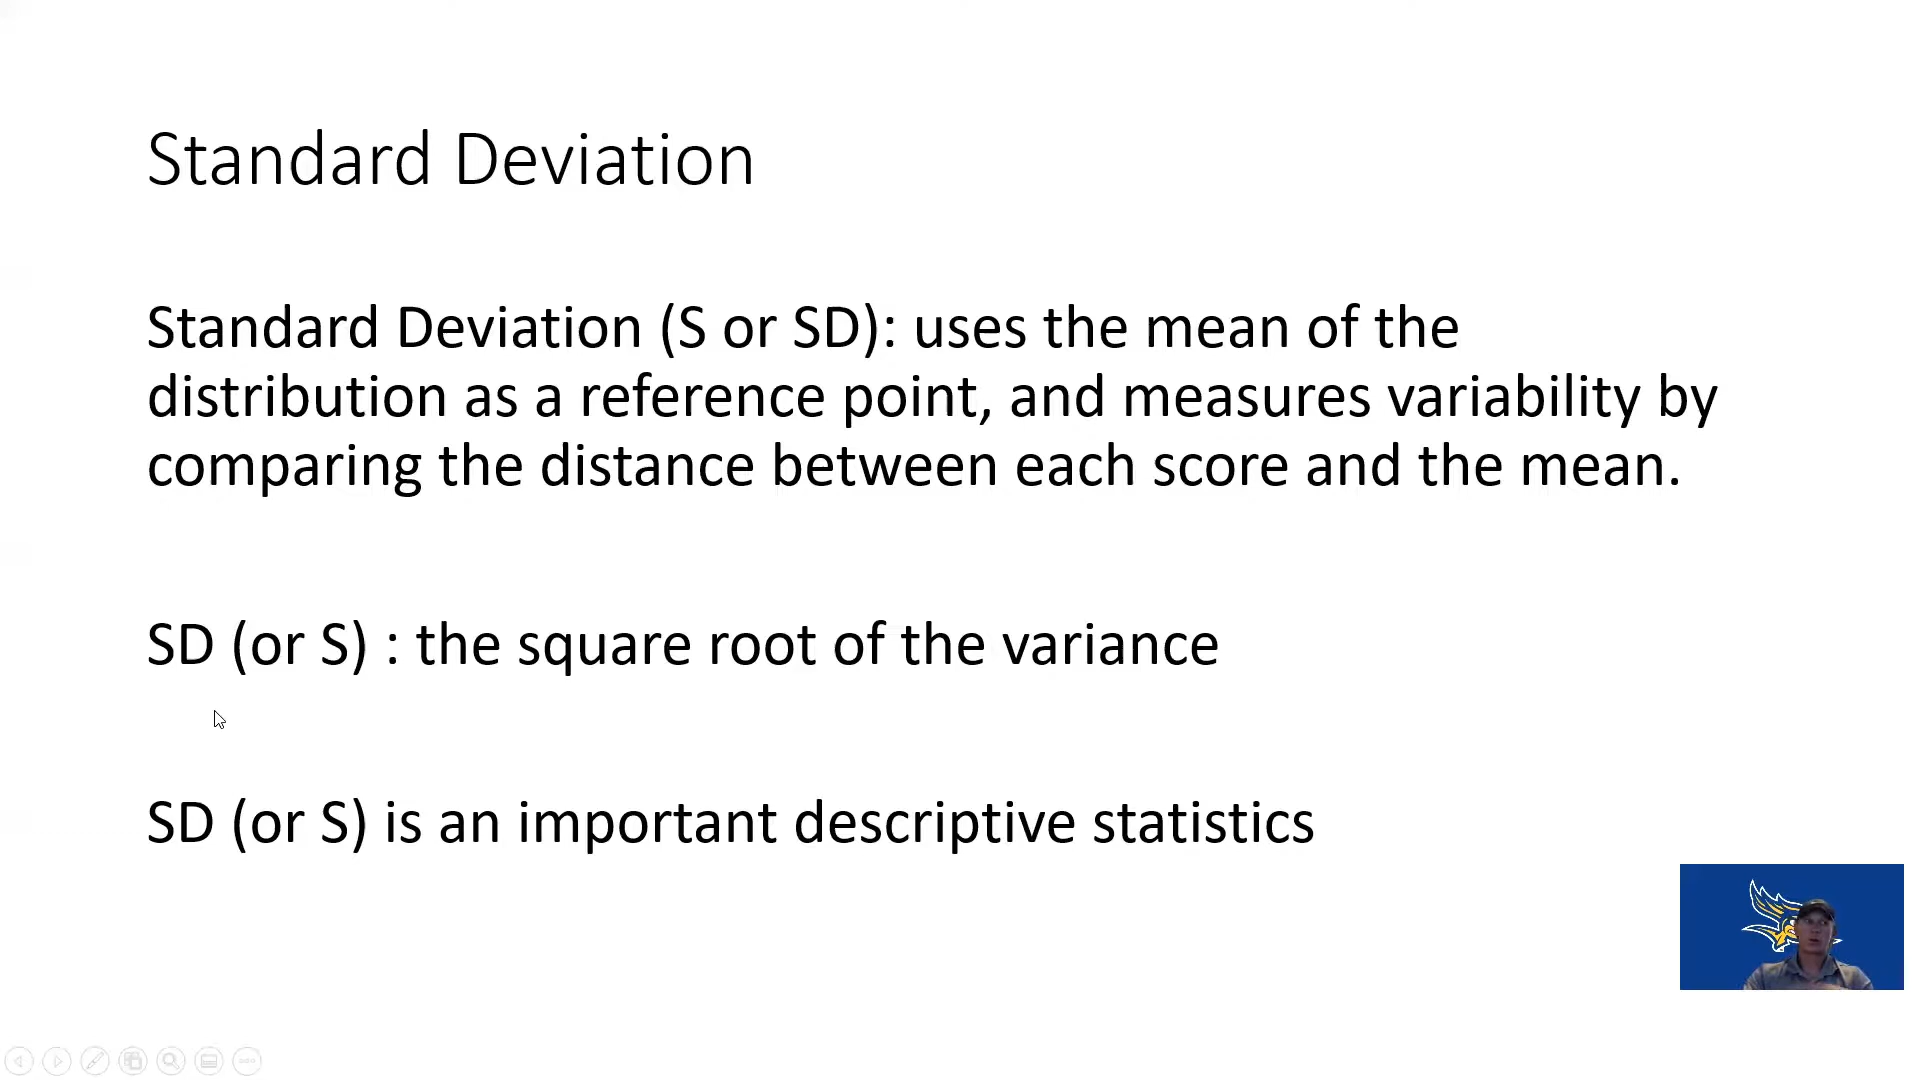 Standard Deviation
Standard Deviation (S or SD): uses the mean of the
distribution as a reference point, and measures variability by
comparing the distance between each score and the mean.
SD (or S) : the square root of the variance
SD (or S) is an important descriptive statistics